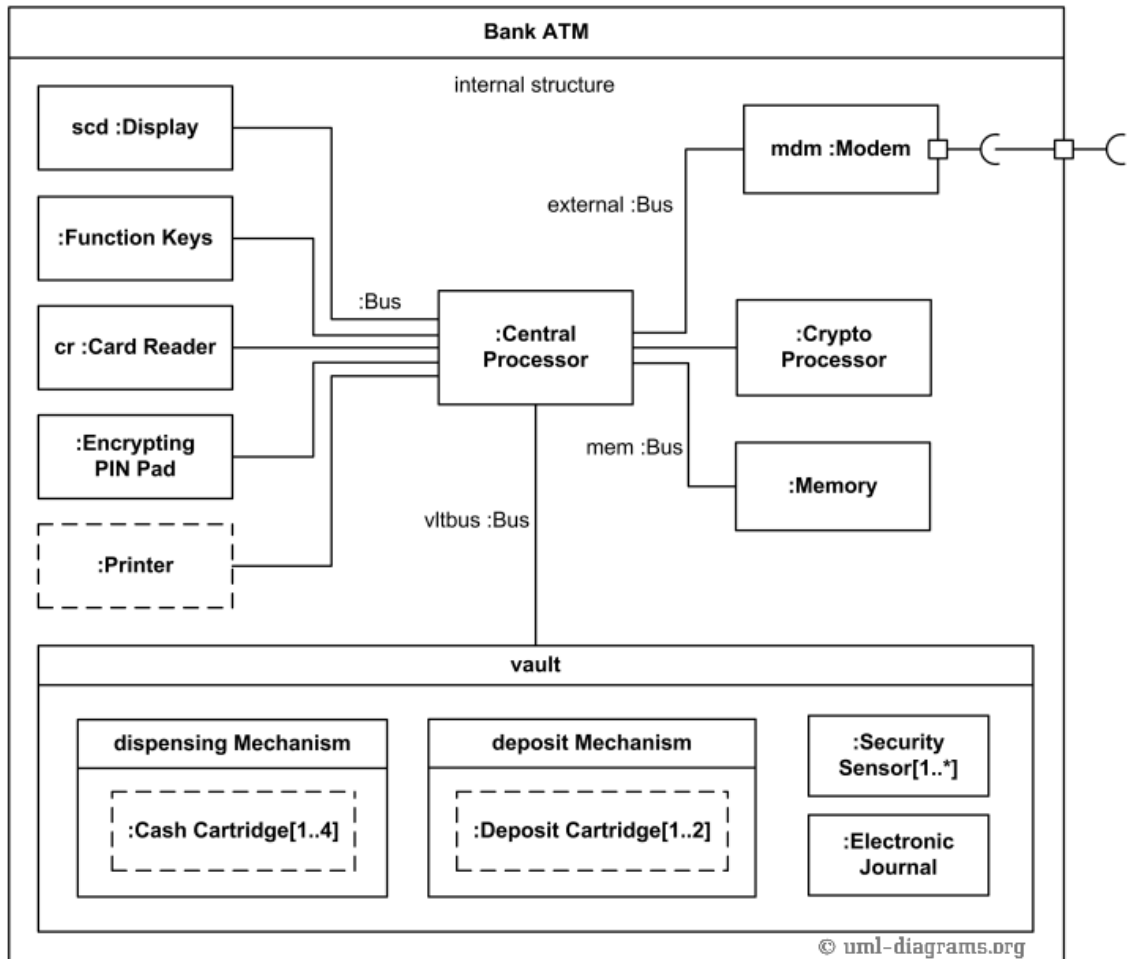 Bank ATM
internal structure
scd :Display
mdm :Modem
:Function Keys
external :Bus
:Bus
cr :Card Reader
:Central
Processor
:Crypto
Processor
:Encrypting
PIN Pad
mem :Bus
:Memory
vltbus :Bus
:Printer
vault
dispensing Mechanism
:Cash Cartridge[1..4]
deposit Mechanism
:Deposit Cartridge[1..2]
:Security
Sensor[1..*]
:Electronic
Journal
© uml-diagrams.org